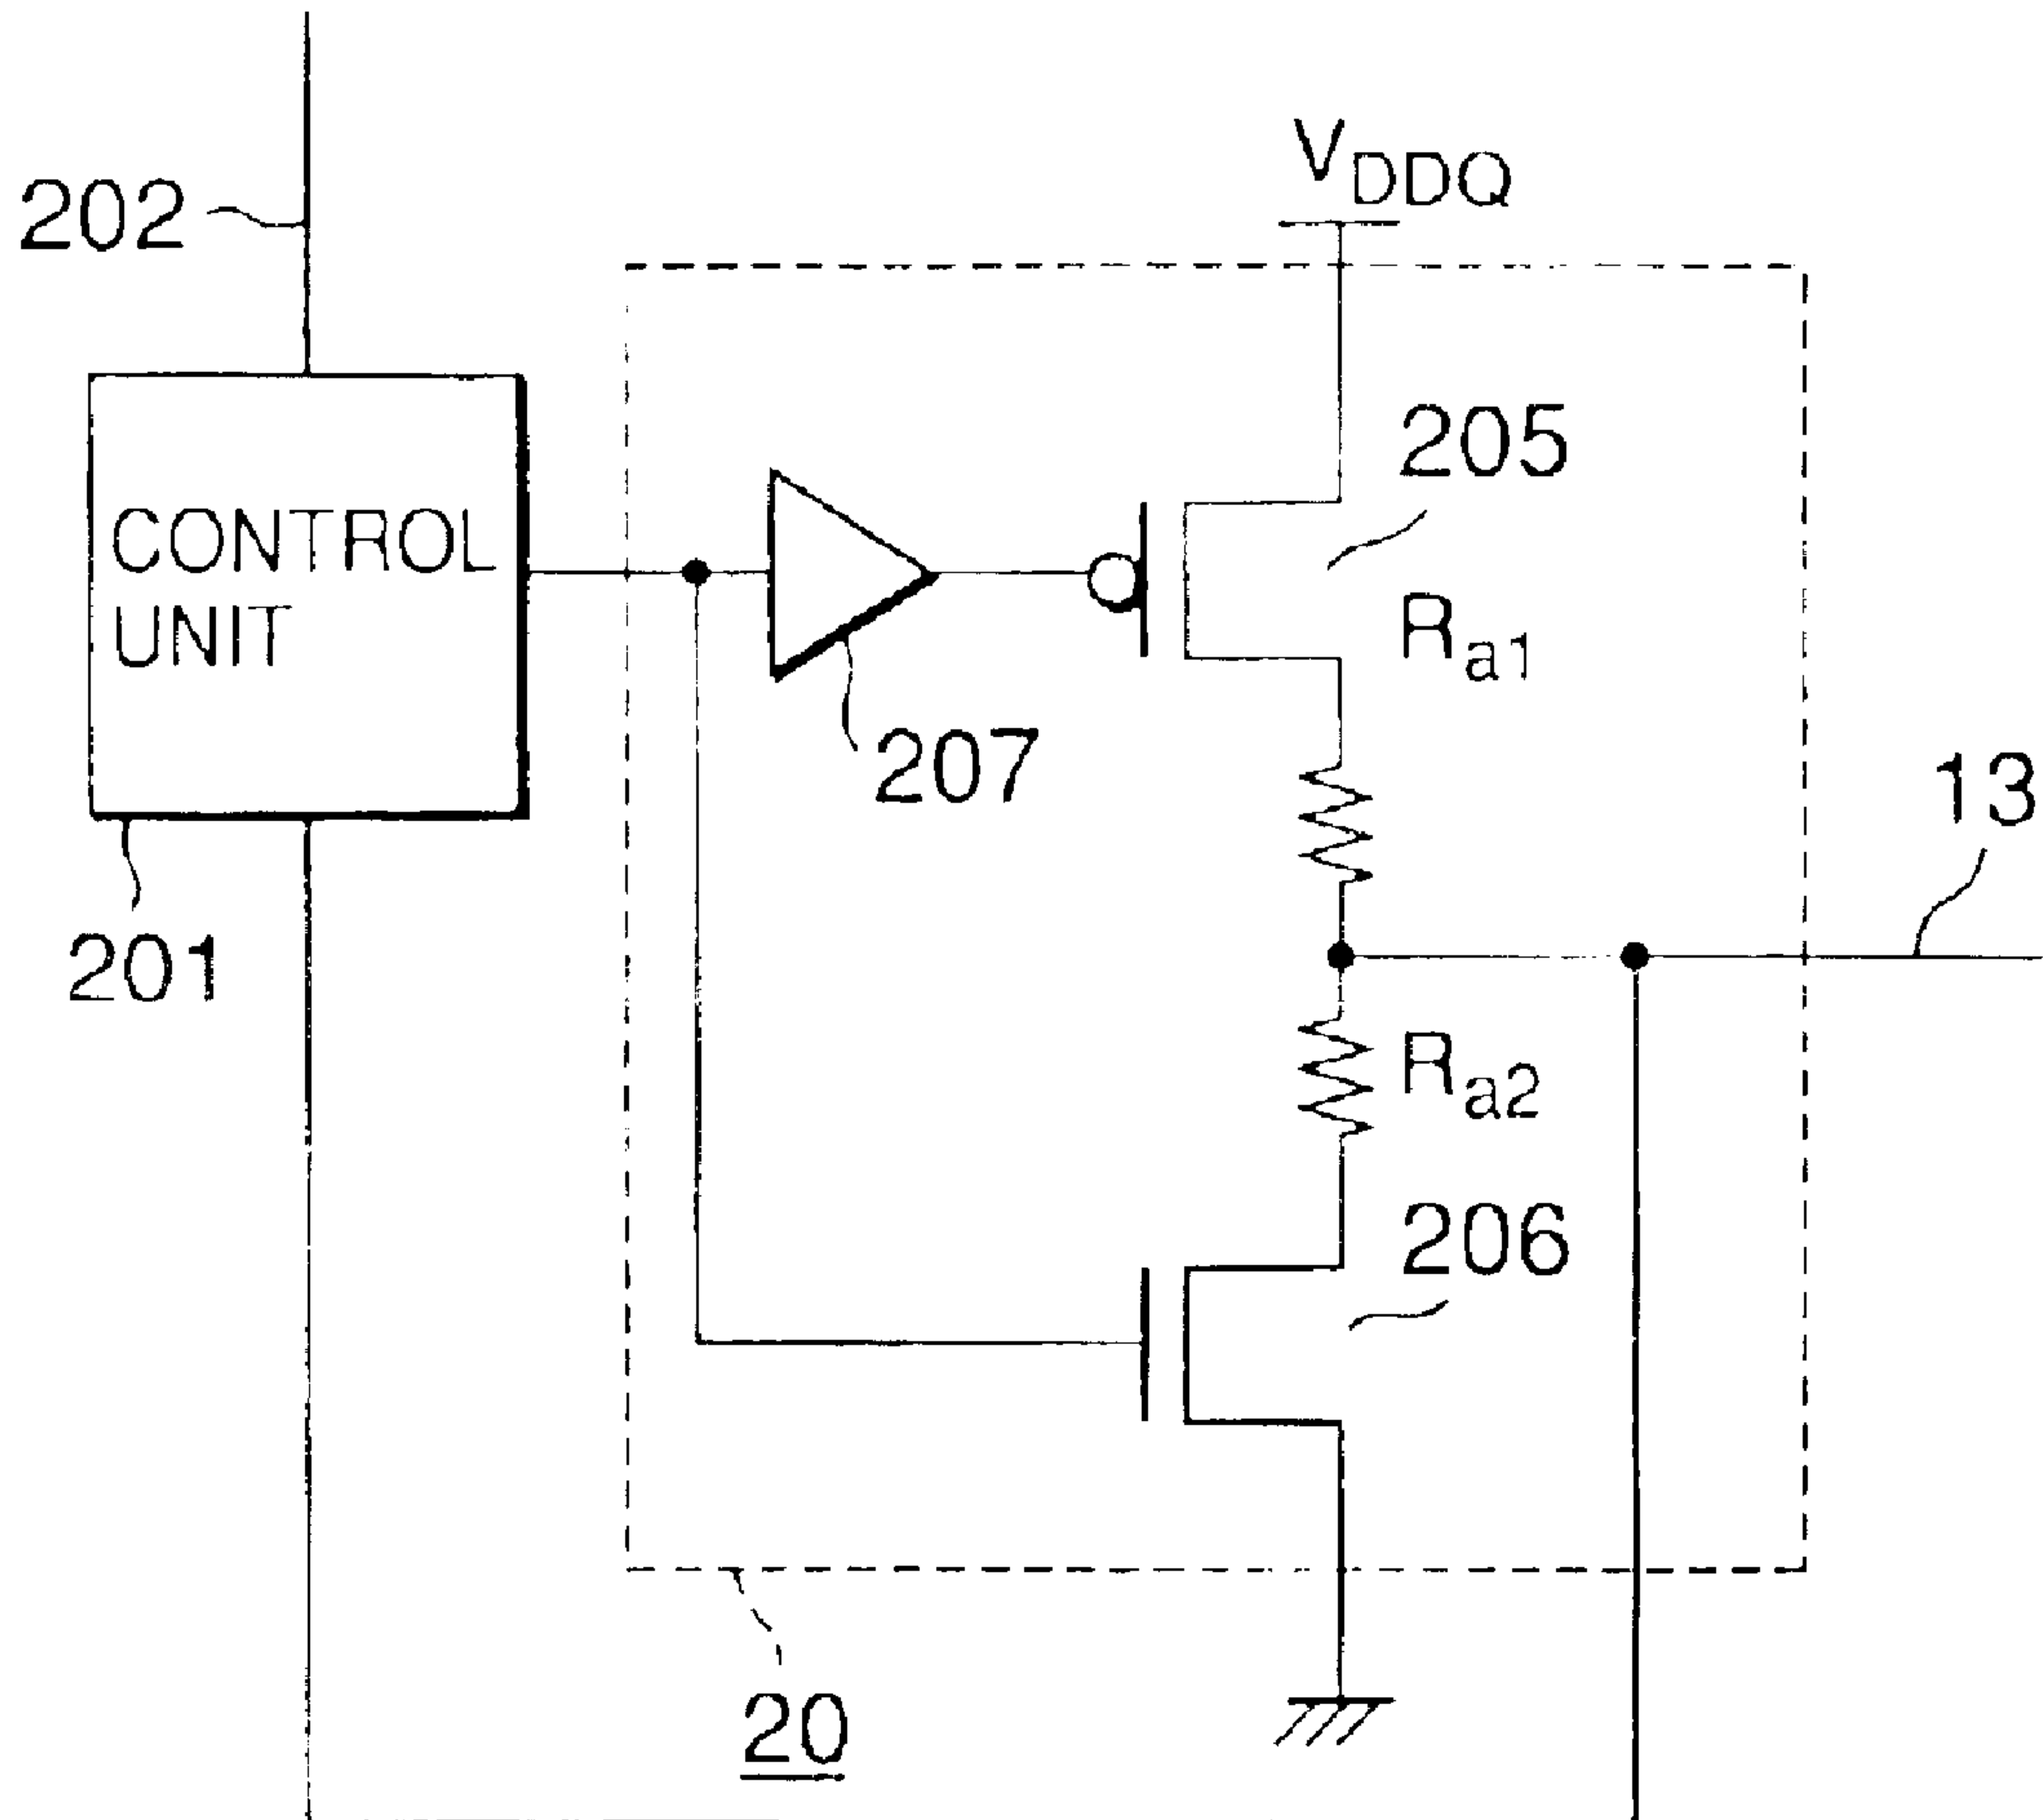 V_DDQ
202
205
CONTROL
UNIT
R_a1
207
13
201
R_a2
206
20